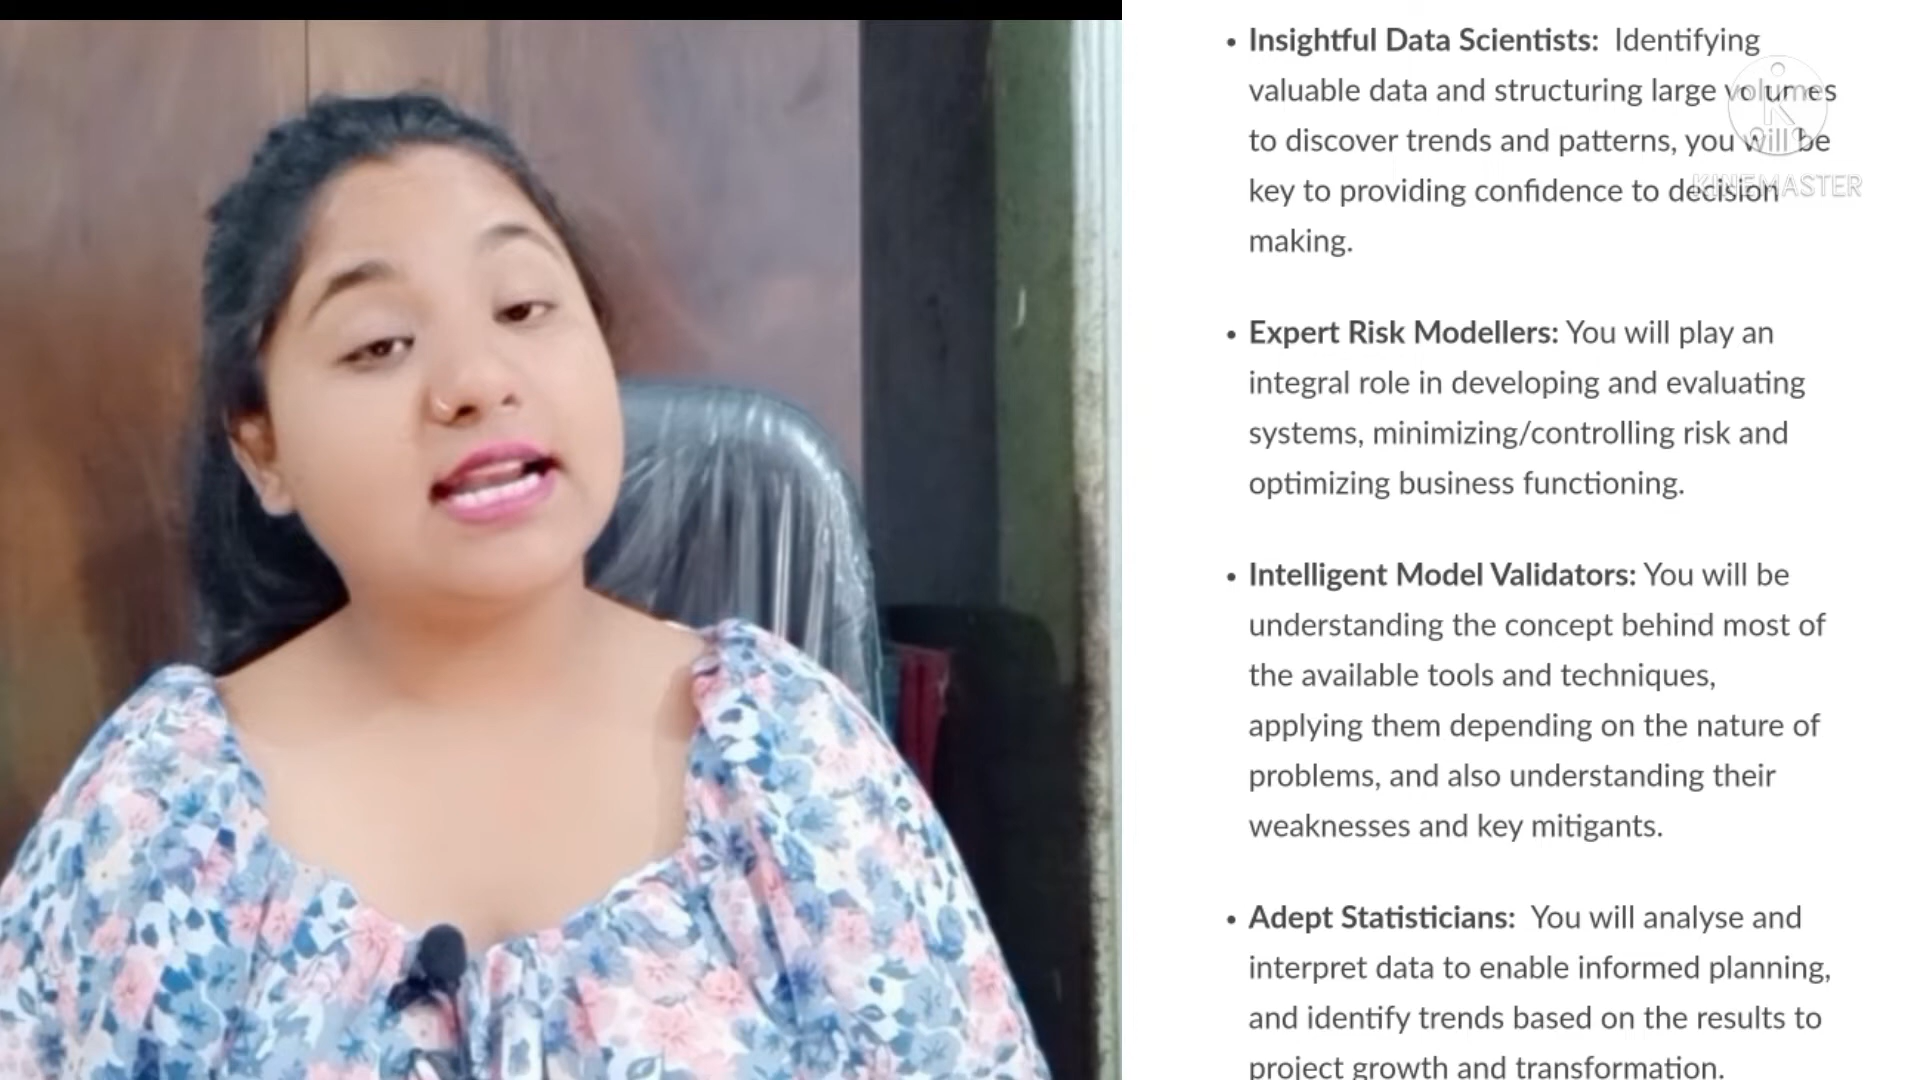 • Insightful Data Scientists: Identifying
valuable data and structuring large volumes
to discover trends and patterns, you will be
key to providing confidence to decision
making.
KINEMASTER
• Expert Risk Modellers: You will play an
integral role in developing and evaluating
systems, minimizing/controlling risk and
optimizing business functioning.
• Intelligent Model Validators: You will be
understanding the concept behind most of
the available tools and techniques,
applying them depending on the nature of
problems, and also understanding their
weaknesses and key mitigants.
• Adept Statisticians: You will analyse and
interpret data to enable informed planning,
and identify trends based on the results to
project growth and transformation.